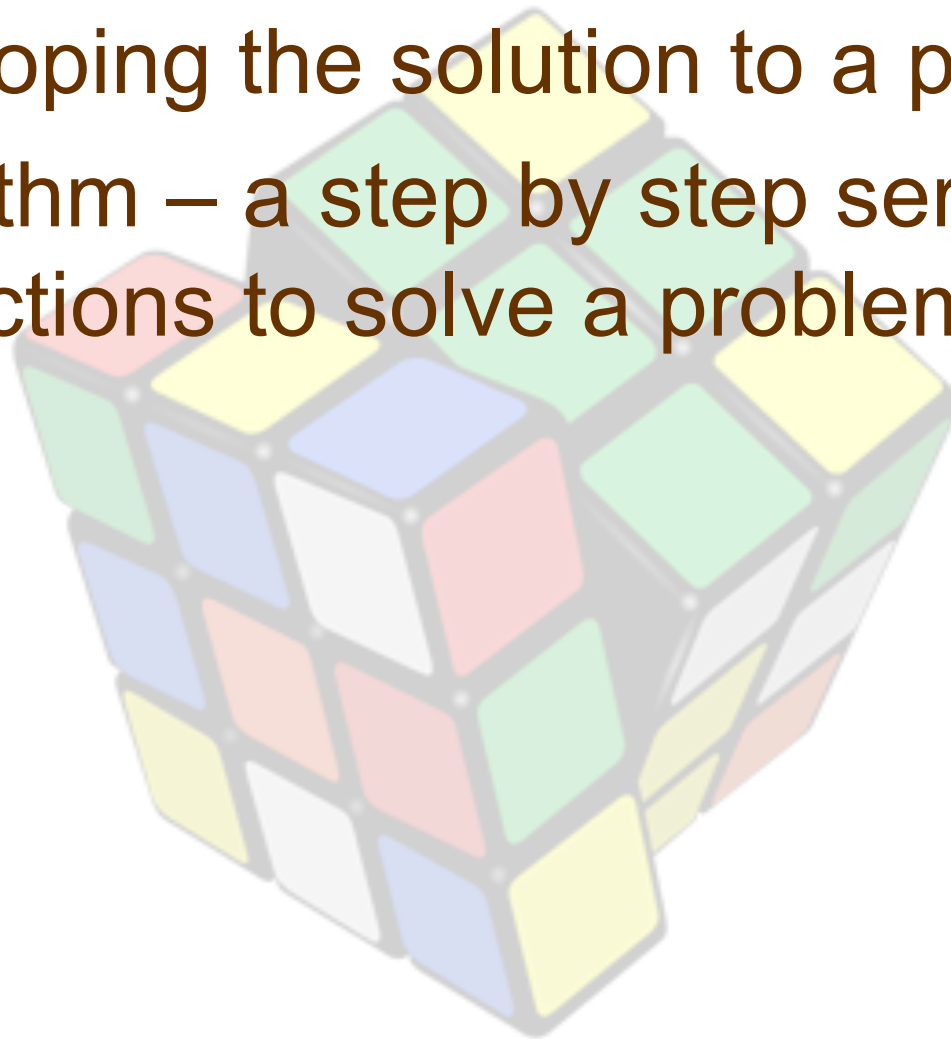 oping the solution to a p
thm – a step by step ser
ctions to solve a problem